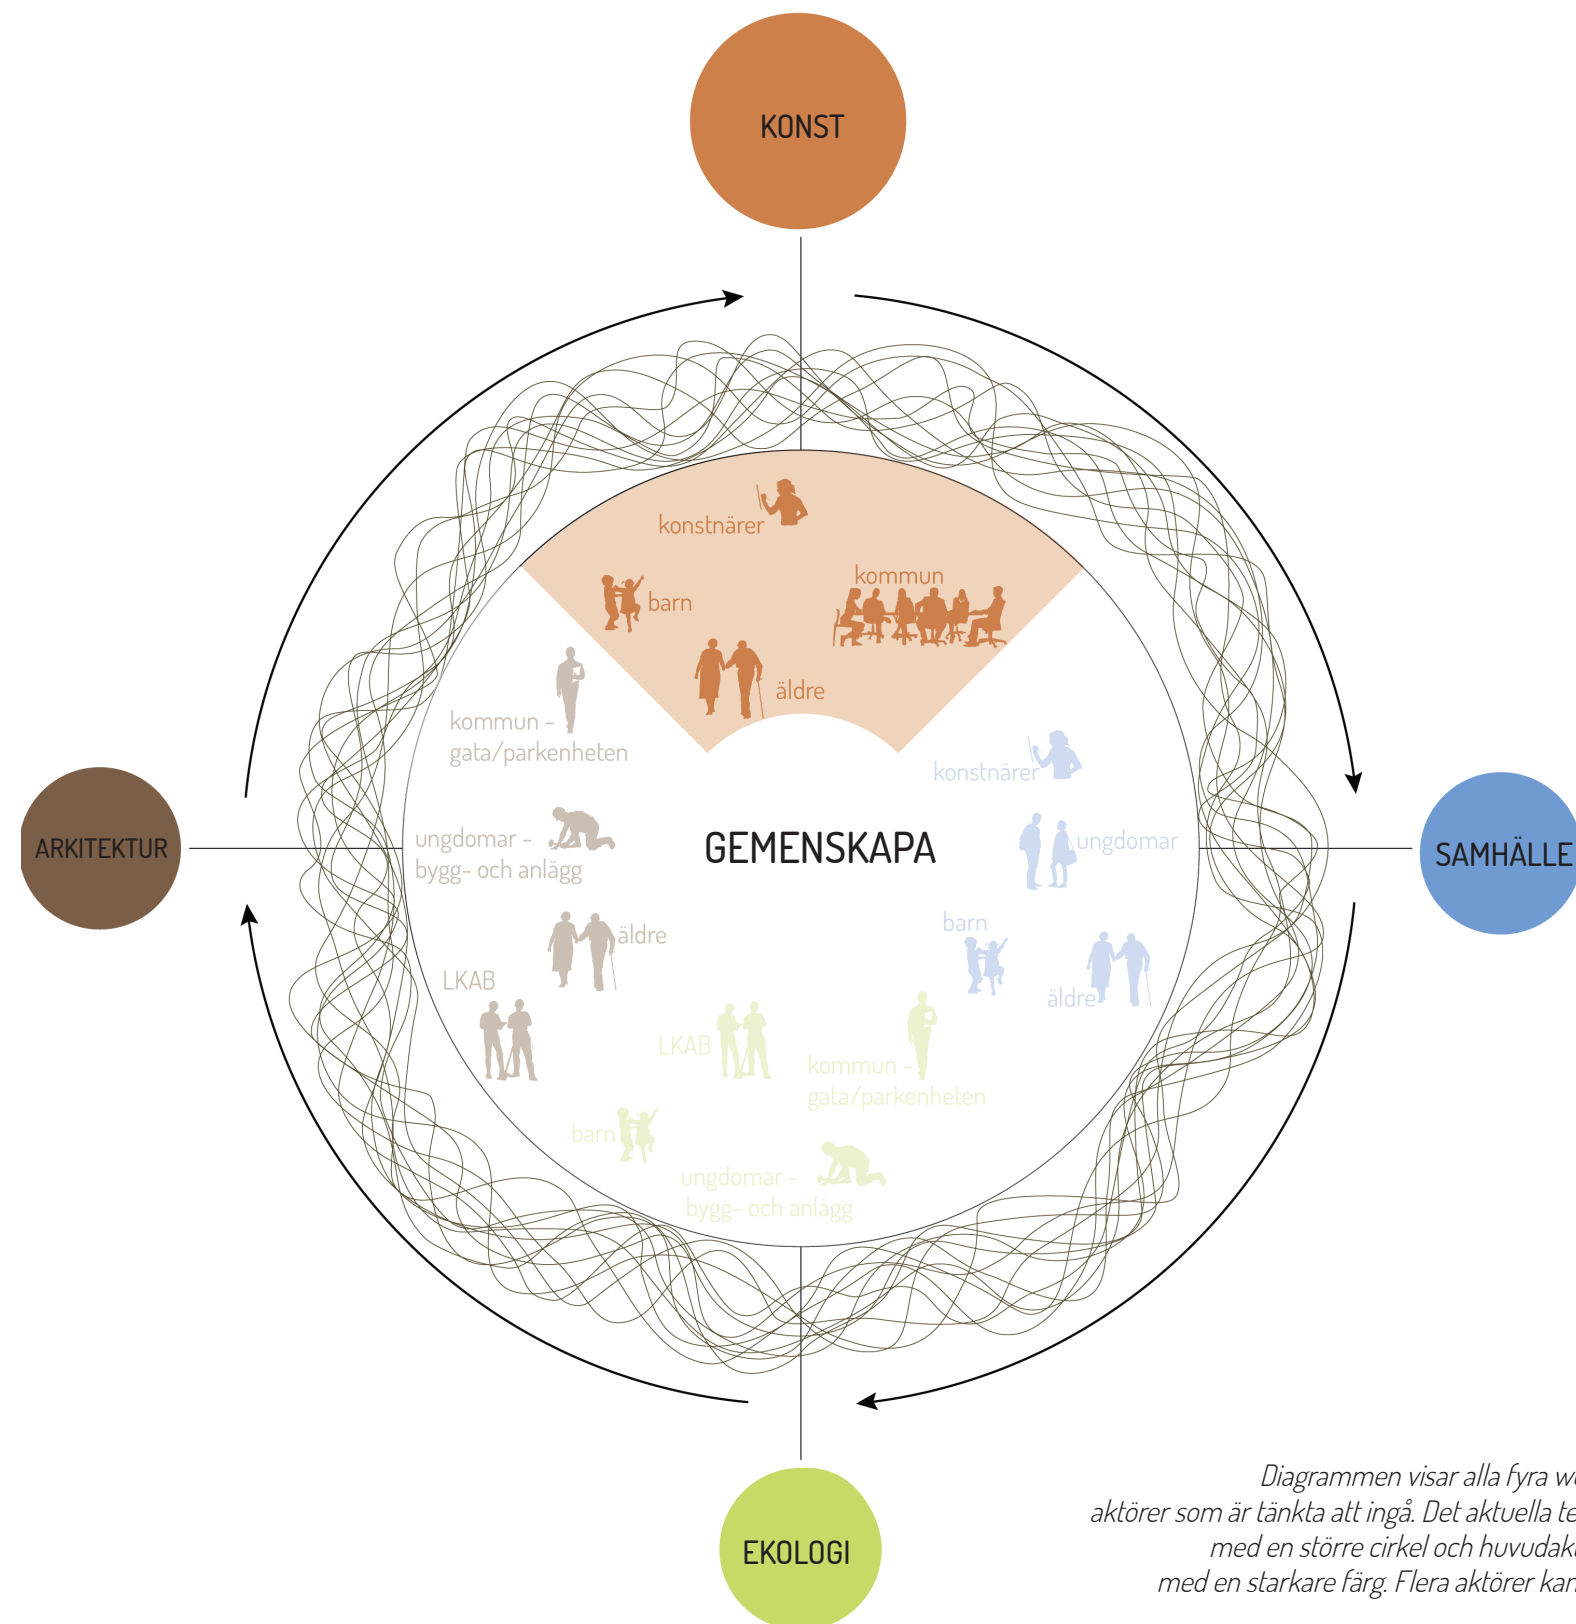 KONST
konstnärer
kommun
barn
äldre
kommun -
gata/parkenheten
konstnärer
ARKITEKTUR
ungdomar -
bygg- och anlägg
GEMENSKAPA
ungdomar
SAMHÄLLE
äldre
barn
LKAB
äldre
LKAB
kommun -
gata/parkenheten
barn
ungdomar -
bygg- och anlägg
EKOLOGI
Diagrammen visar alla fyra
aktörer som är tänkta att ingå. Det aktuella
med en större cirkel och
med en starkare färg. Flera aktörer